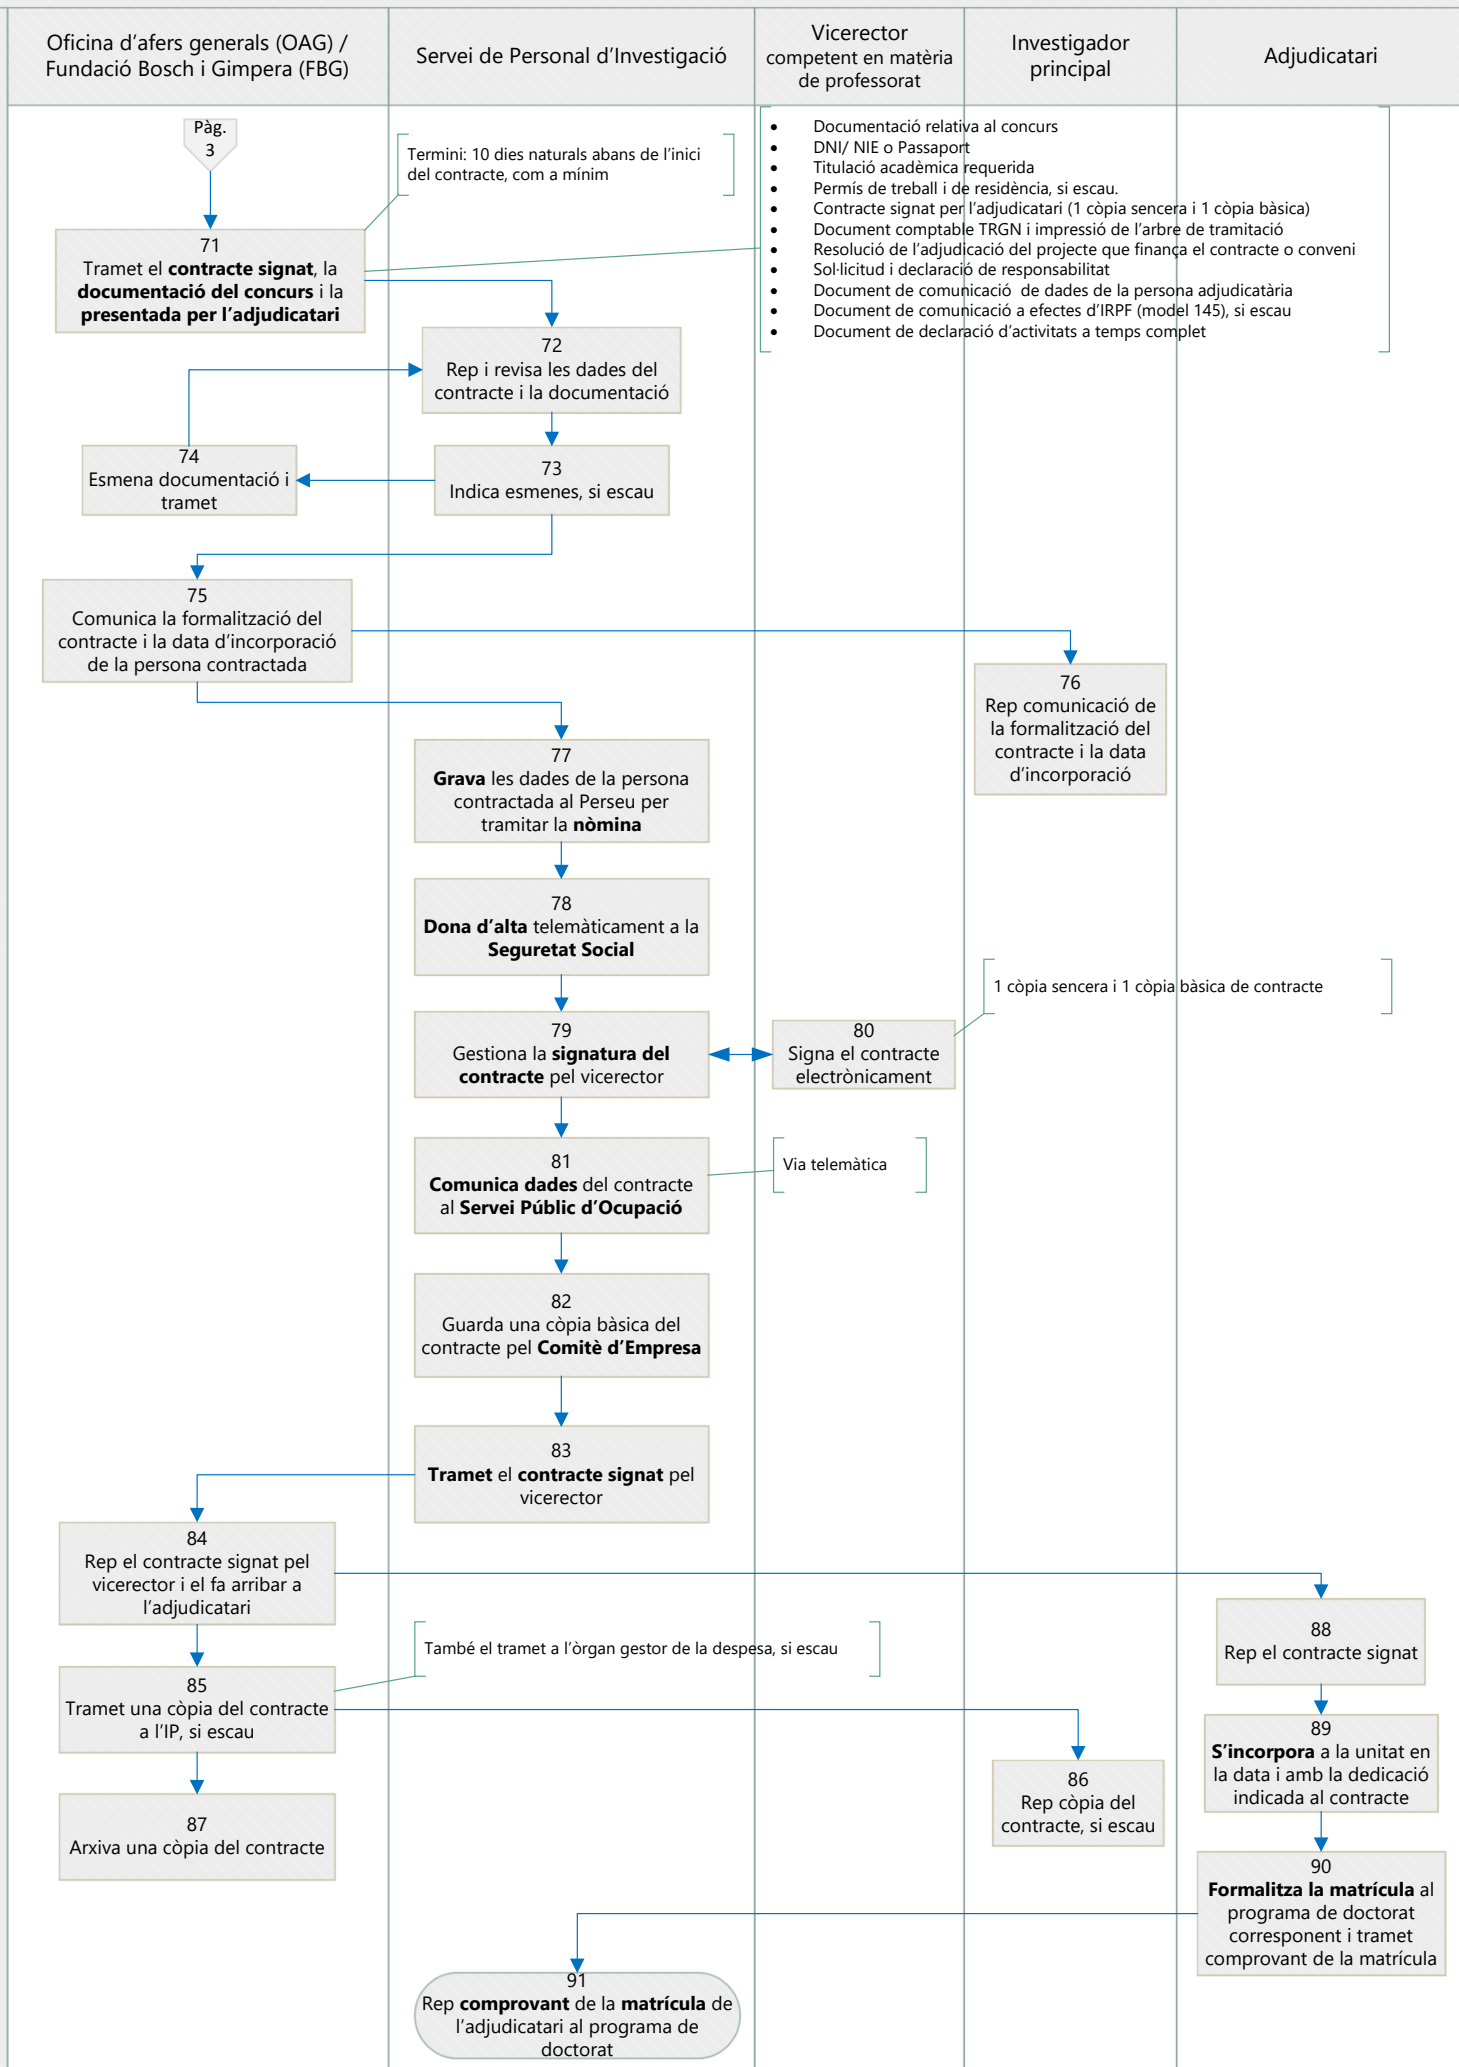 Oficina d'afers generals (OAG) /
Fundació Bosch i Gimpera (FBG)
Servei de Personal d'Investigació
Vicerector
competent en matèria
de professorat
Investigador
principal
Adjudicatari
Pàg.
3
Termini: 10 dies naturals abans de l'inici
del contracte, com a mínim
• Documentació relativa al concurs
• DNI/ NIE o Passaport
• Titulació acadèmica requerida
• Permís de treball i de residència, si escau.
• Contracte signat per l'adjudicatari (1 còpia sencera i 1 còpia bàsica)
• Document comptable TRGN i impressió de l'arbre de tramitació
• Resolució de l'adjudicació del projecte que finança el contracte o conveni
• Sol·licitud i declaració de responsabilitat
• Document de comunicació  de dades de la persona adjudicatària
• Document de comunicació a efectes d'IRPF (model 145), si escau
• Document de declaració d'activitats a temps complet
71
Tramet el contracte signat, la
documentació del concurs i la
presentada per l'adjudicatari
72
Rep i revisa les dades del
contracte i la documentació
74
Esmena documentació i
tramet
73
Indica esmenes, si escau
75
Comunica la formalització del
contracte i la data d'incorporació
de la persona contractada
76
Rep comunicació de
la formalització del
contracte i la data
d'incorporació
77
Grava les dades de la persona
contractada al Perseu per
tramitar la nòmina
78
Dona d'alta telemàticament a la
Seguretat Social
1 còpia sencera i 1 còpia bàsica de contracte
79
Gestiona la signatura del
contracte pel vicerector
80
Signa el contracte
electrònicament
81
Comunica dades del contracte
al Servei Públic d'Ocupació
Via telemàtica
82
Guarda una còpia bàsica del
contracte pel Comitè d'Empresa
83
Tramet el contracte signat pel
vicerector
84
Rep el contracte signat pel
vicerector i el fa arribar a
l'adjudicatari
88
Rep el contracte signat
També el tramet a l'òrgan gestor de la despesa, si escau
85
Tramet una còpia del contracte
a l'IP, si escau
89
S'incorpora a la unitat en
la data i amb la dedicació
indicada al contracte
86
Rep còpia del
contracte, si escau
87
Arxiva una còpia del contracte
90
Formalitza la matrícula al
programa de doctorat
corresponent i tramet
comprovant de la matrícula
91
Rep comprovant de la matrícula de
l'adjudicatari al programa de
doctorat